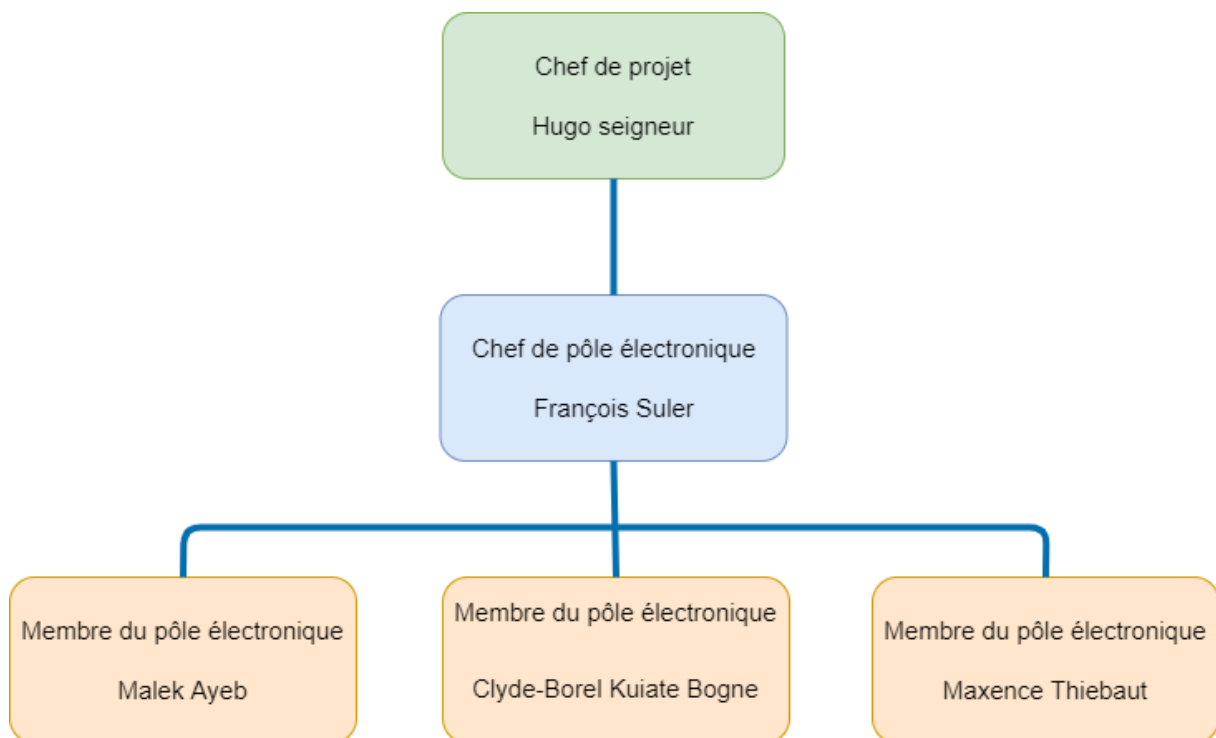 Chef de projet
Hugo seigneur
Chef de pôle électronique
François Suler
Membre du pôle électronique
Malek Ayeb
Membre du pôle électronique
Clyde-Borel Kuiate Bogne
Membre du pôle électronique
Maxence Thiebaut